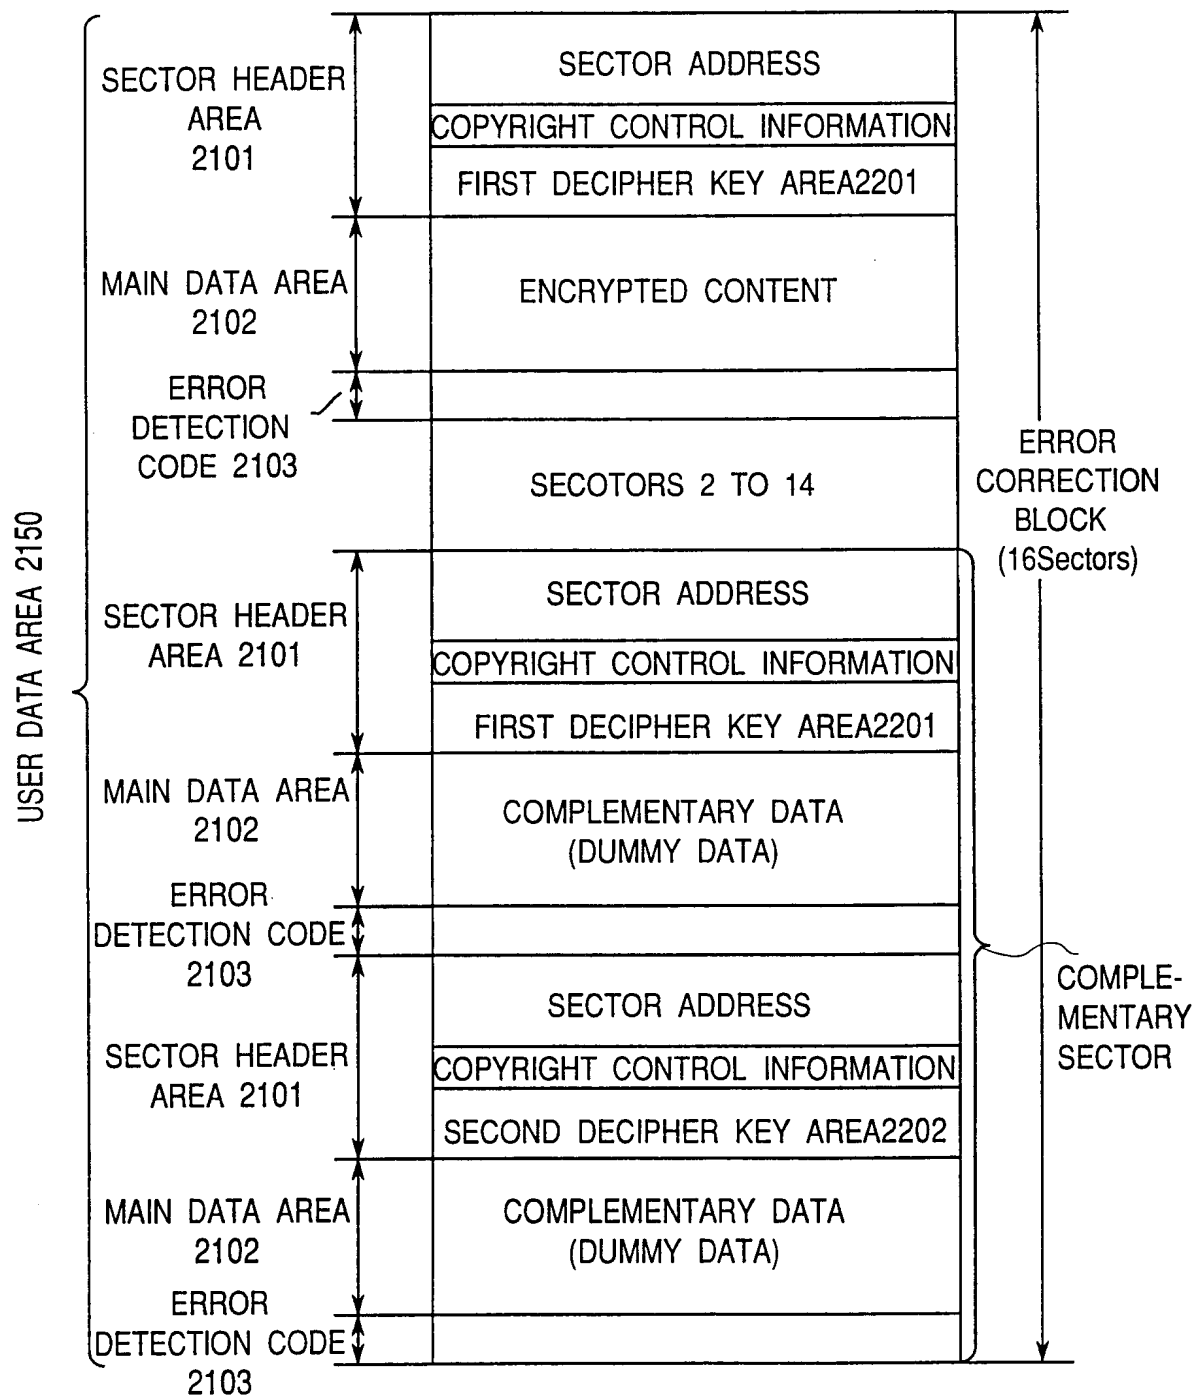 SECTOR ADDRESS
SECTOR HEADER
AREA
2101
COPYRIGHT CONTROL INFORMATION
FIRST DECIPHER KEY AREA2201
MAIN DATA AREA
2102
ENCRYPTED CONTENT
ERROR
DETECTION
CODE 2103
SECOTORS 2 TO 14
ERROR
CORRECTION
BLOCK
(16Sectors)
USER DATA AREA 2150
SECTOR HEADER
AREA 2101
SECTOR ADDRESS
COPYRIGHT CONTROL INFORMATION
FIRST DECIPHER KEY AREA2201
MAIN DATA AREA
2102
COMPLEMENTARY DATA
(DUMMY DATA)
ERROR
DETECTION CODE
2103
COMPLE-
MENTARY
SECTOR
SECTOR ADDRESS
SECTOR HEADER
AREA 2101
COPYRIGHT CONTROL INFORMATION
SECOND DECIPHER KEY AREA2202
MAIN DATA AREA
2102
COMPLEMENTARY DATA
(DUMMY DATA)
ERROR
DETECTION CODE
2103